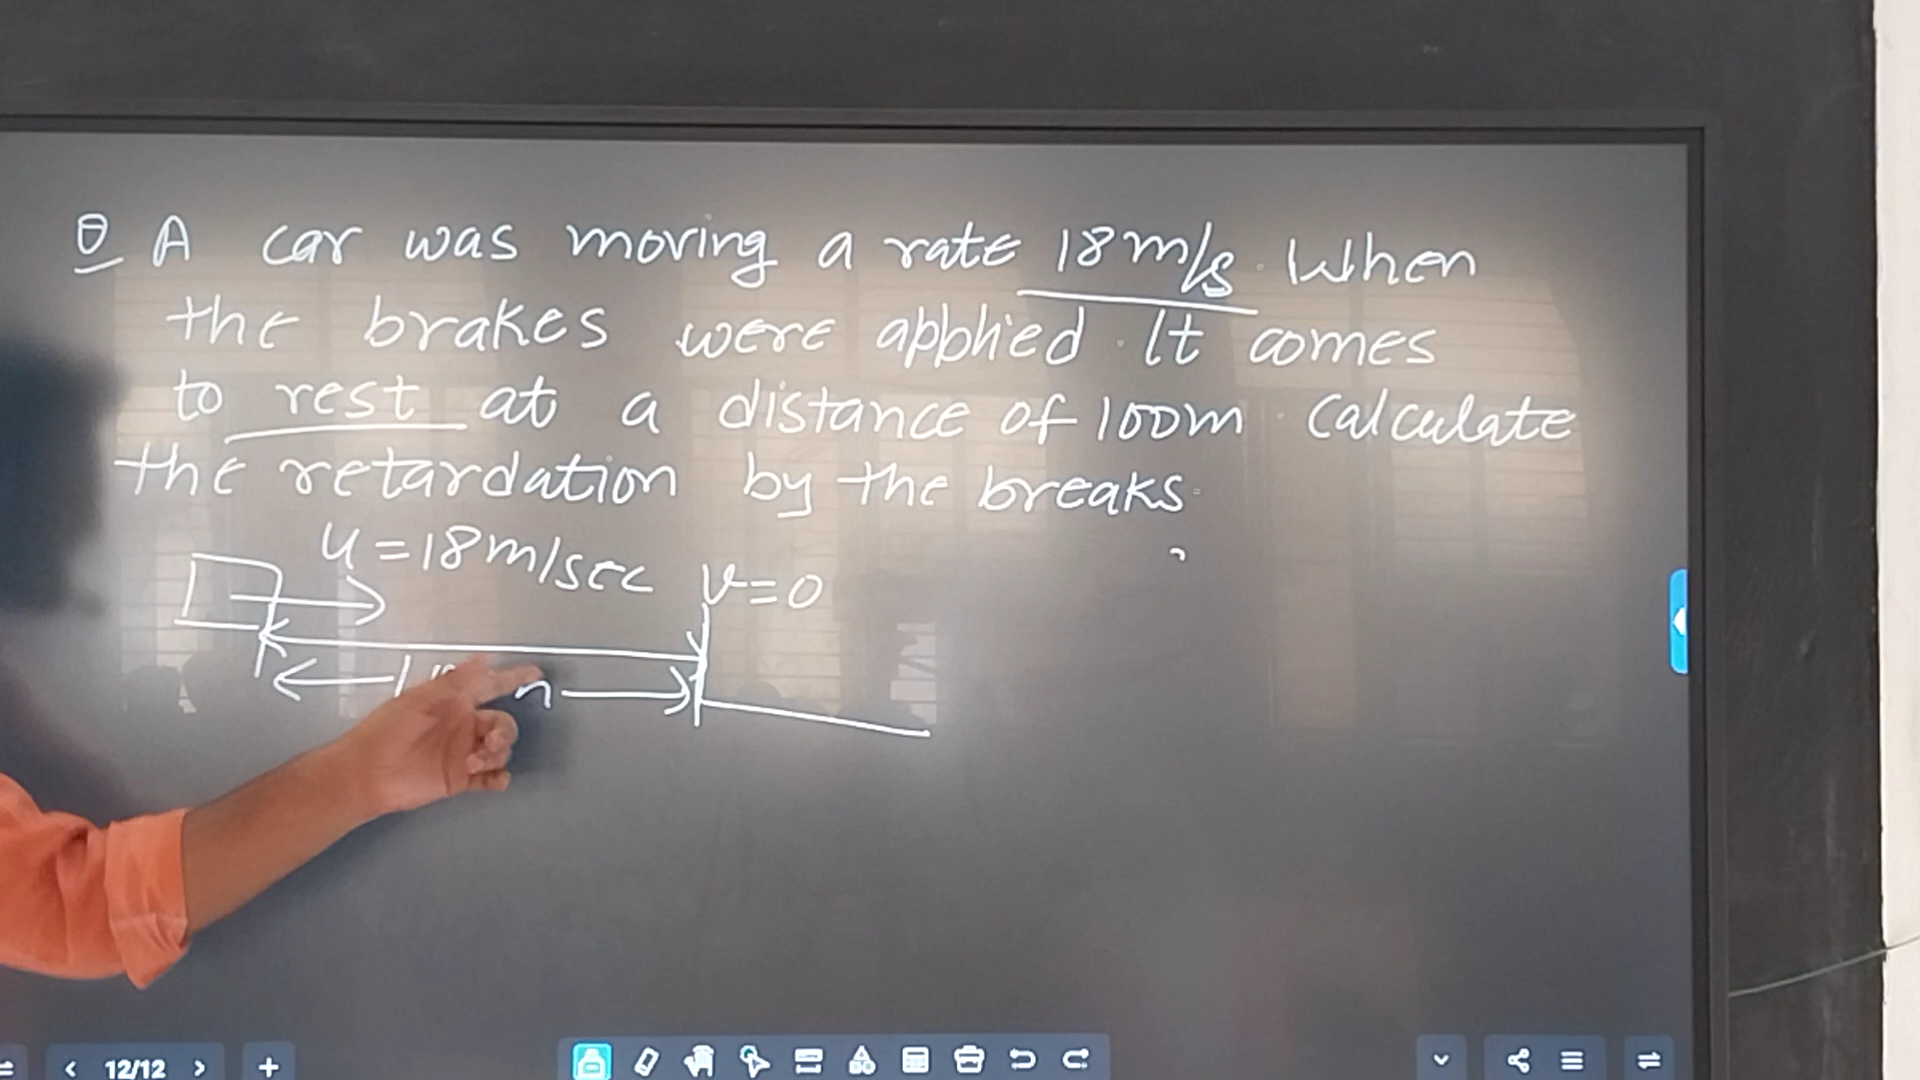 Q A car was moving a rate 18m/s. When
the brakes were applied. It comes
to rest at a distance of 100m. Calculate
the retardation by the breaks.
u=18m/sec v=0
12/12